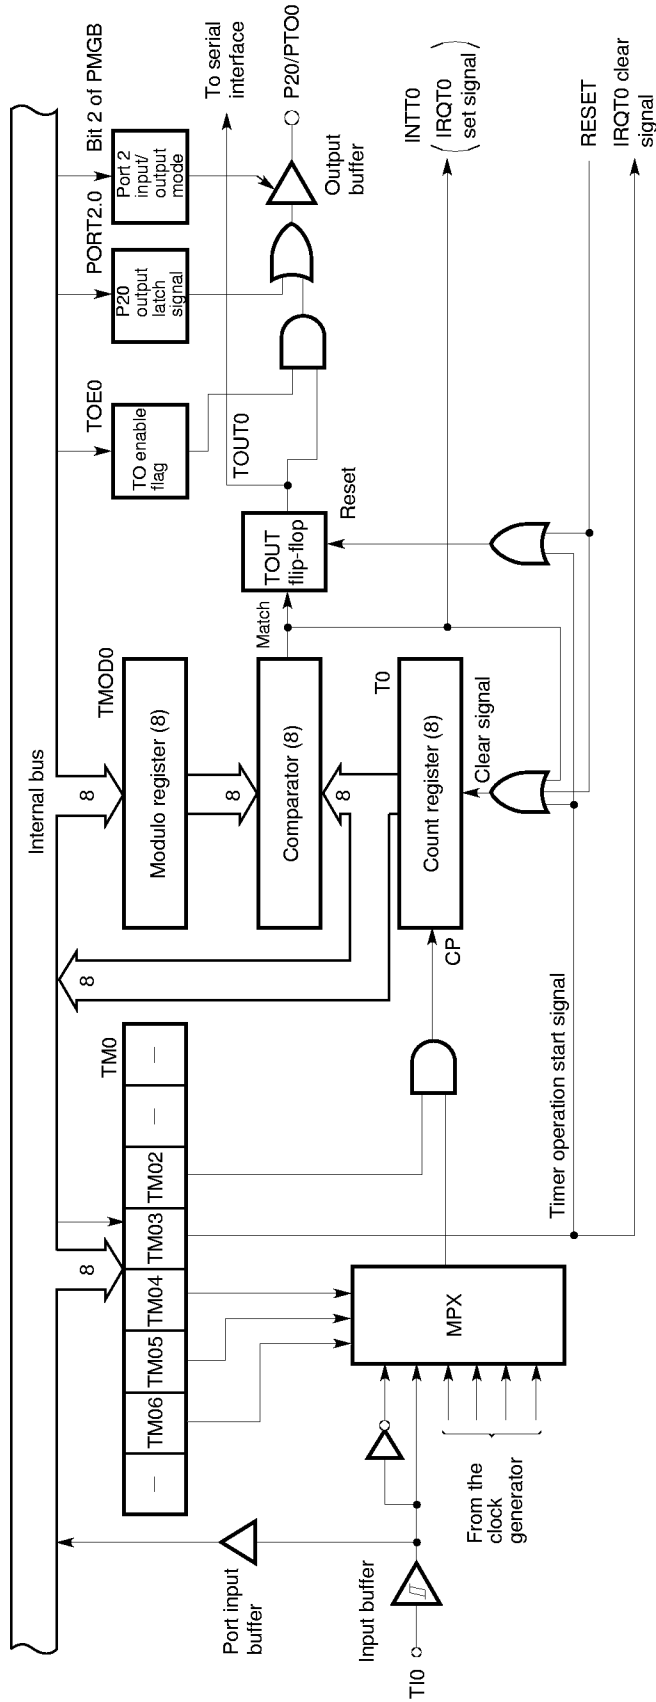 Internal bus
8
8
8
TM0
—
TM06
TM05
TM04
TM03
TM02
—
—
TMOD0
Modulo register (8)
8
Comparator (8)
8
T0
Count register (8)
CP
Clear signal
Match
TOUT
flip-flop
Reset
TOUT0
TOE0
TO enable
flag
PORT2.0
P20
output
latch
signal
Bit 2 of PMGB
Port 2
input/
output
mode
To serial
interface
P20/PTO0
Output
buffer
INTT0
(IRQT0
set signal)
RESET
IRQT0 clear
signal
Timer operation start signal
MPX
Port input
buffer
Input buffer
TI0
From the
clock
generator